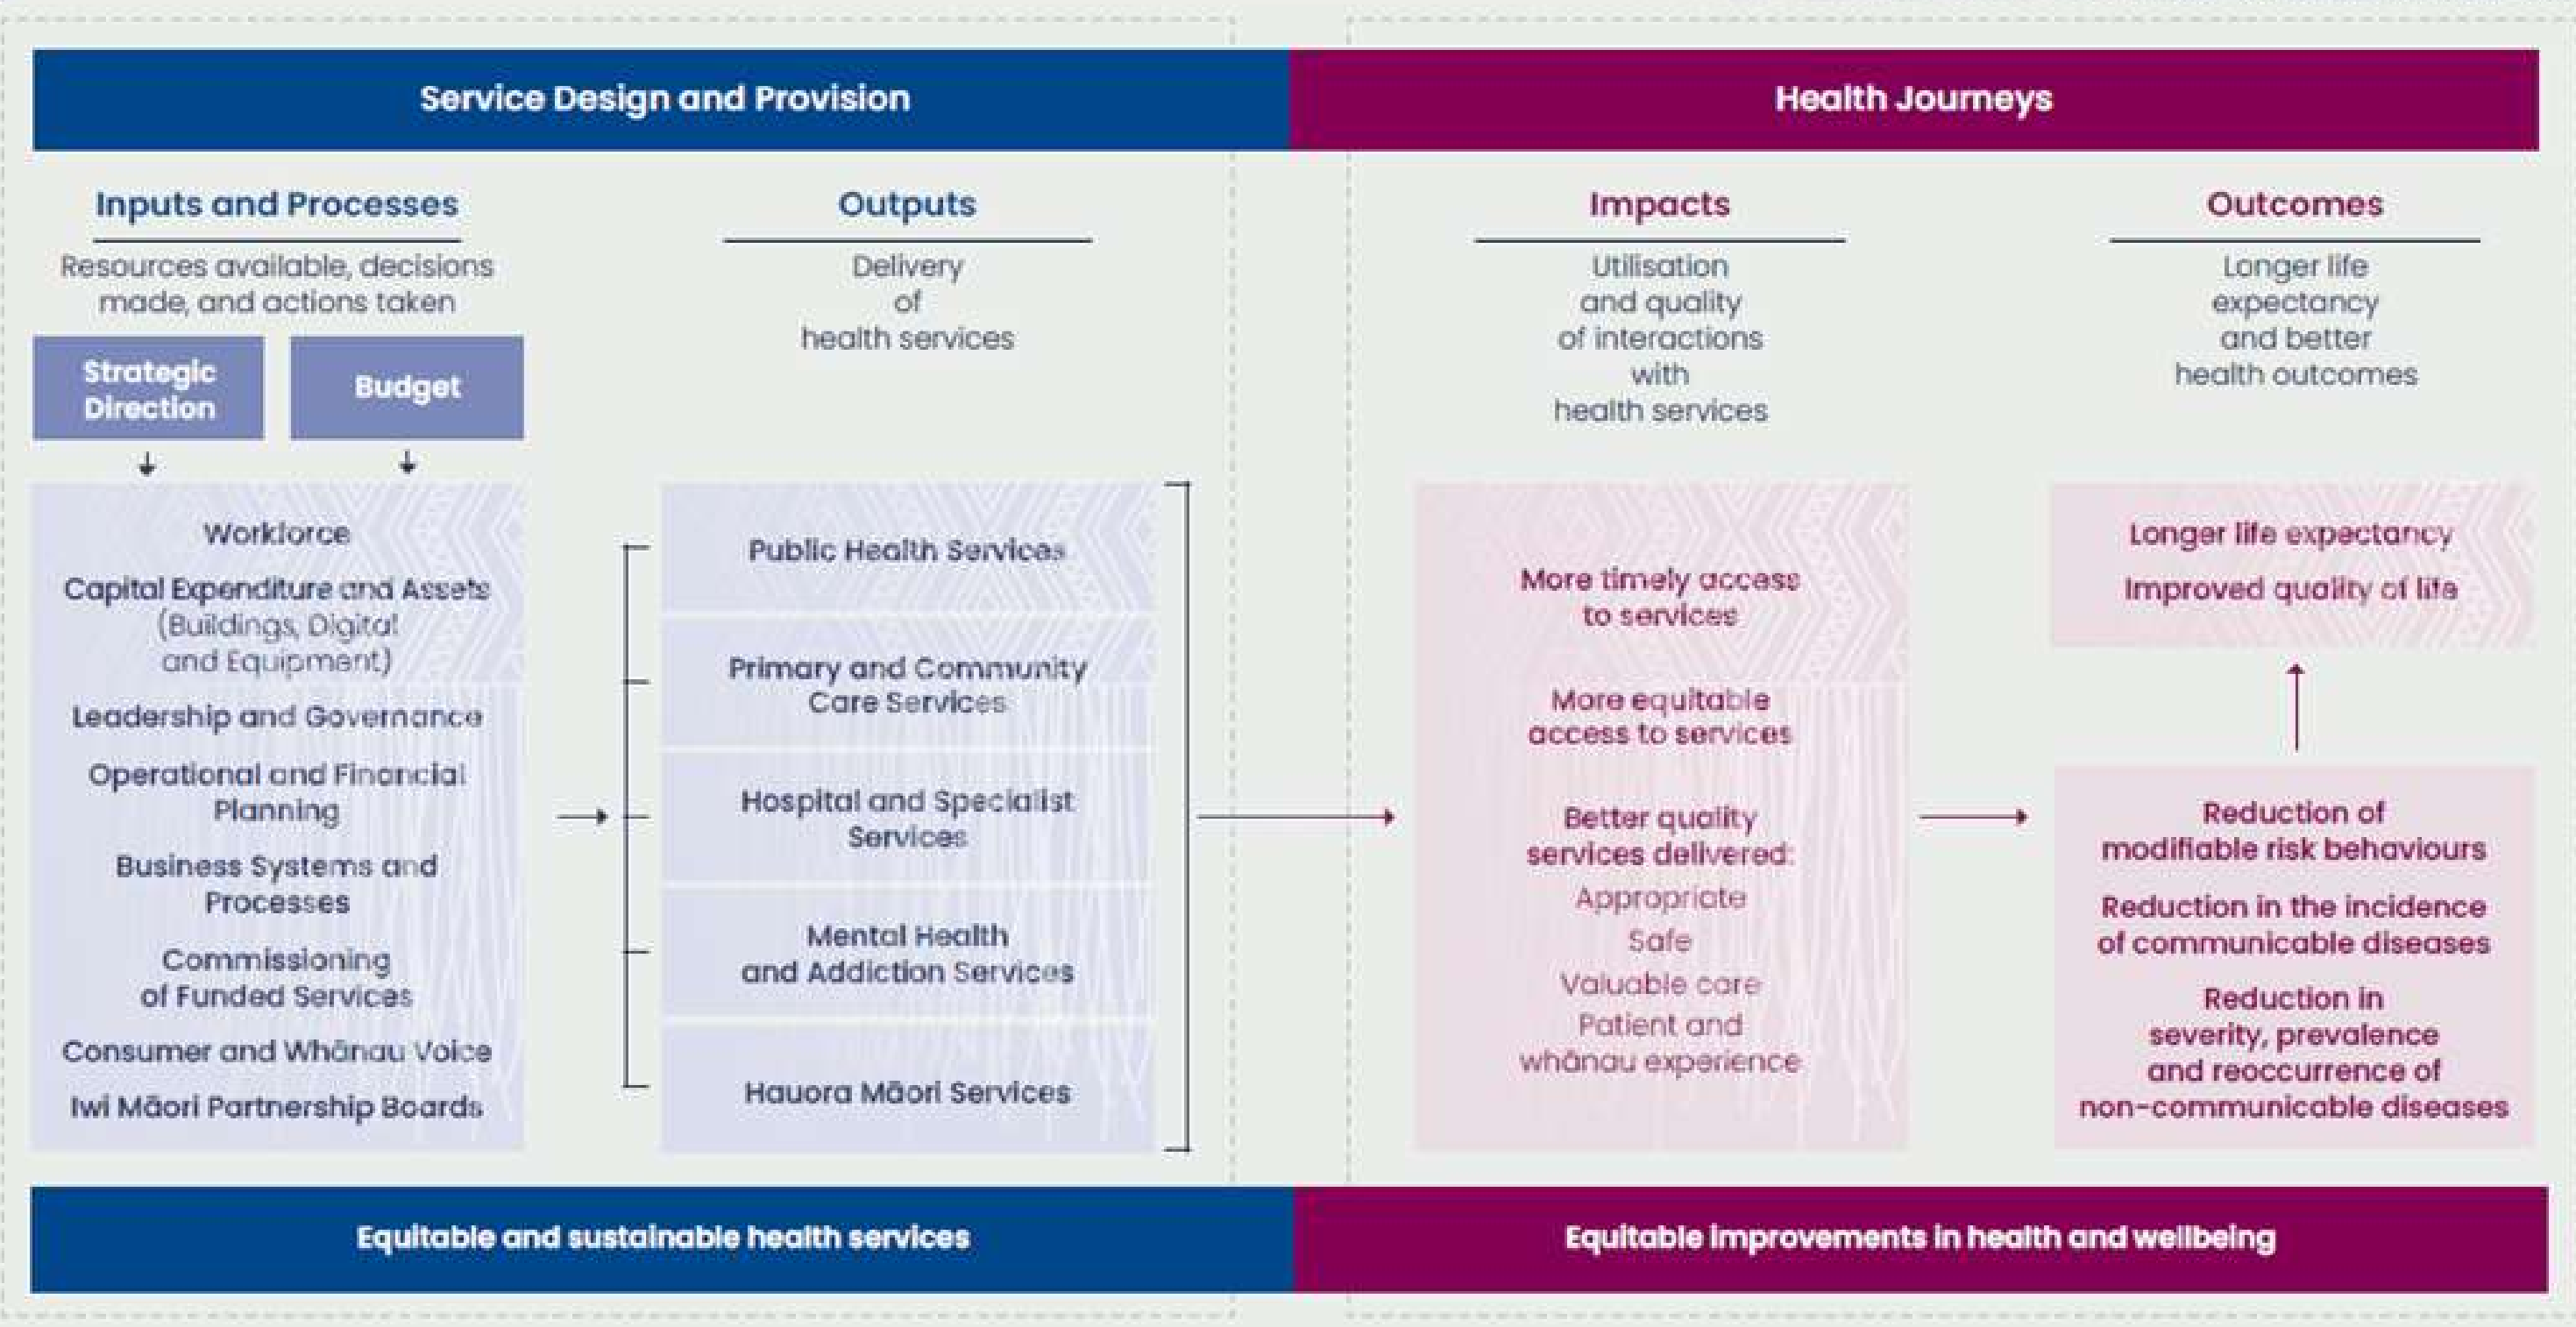 Service Design and Provision
Health Journeys
Inputs and Processes
Resources available, decisions
made, and actions taken
Strategic
Direction
Budget
Workforce
Capital Expenditure and Assets
(Buildings, Digital
and Equipment)
Leadership and Governance
Operational and Financial
Planning
Business Systems and
Processes
Commissioning
of Funded Services
Consumer and Whānau Voice
Iwi Māori Partnership Boards
Outputs
Delivery
of
health services
Public Health Services
Primary and Community
Care Services
Hospital and Specialist
Services
Mental Health
and Addiction Services
Hauora Māori Services
Impacts
Utilisation
and quality
of interactions
with
health services
More timely access
to services
More equitable
access to services
Better quality
services delivered:
Appropriate
Safe
Valuable care
Patient and
whānau experience
Outcomes
Longer life
expectancy
and better
health outcomes
Longer life expectancy
Improved quality of life
Reduction of
modifiable risk behaviours
Reduction in the incidence
of communicable diseases
Reduction in
severity, prevalence
and reoccurrence of
non-communicable diseases
Equitable and sustainable health services
Equitable improvements in health and wellbeing